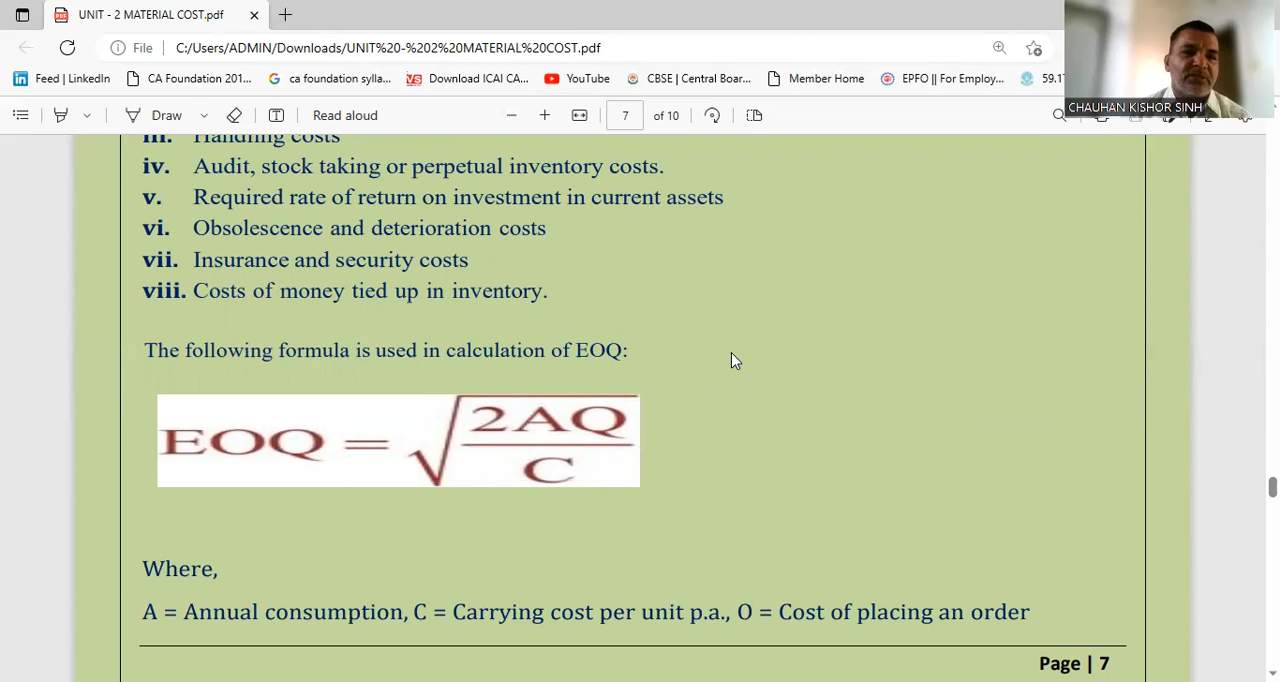 UNIT - 2 MATERIAL COST.pdf
File
C:/Users/ADMIN/Downloads/UNIT%20-%202%20MATERIAL%20COST.pdf
Feed | LinkedIn
CA Foundation 201...
ca foundation sylla...
Download ICAI CA...
YouTube
CBSE | Central Boar...
Member Home
EPFO || For Employ...
CHAUHAN KISHOR SINH
Draw
Read aloud
7 of 10
iii. Handling costs
iv. Audit, stock taking or perpetual inventory costs.
v. Required rate of return on investment in current assets
vi. Obsolescence and deterioration costs
vii. Insurance and security costs
viii. Costs of money tied up in inventory.
The following formula is used in calculation of EOQ:
EOQ = √2AQ/C
Where,
A = Annual consumption, C = Carrying cost per unit p.a., O = Cost of placing an order
Page | 7